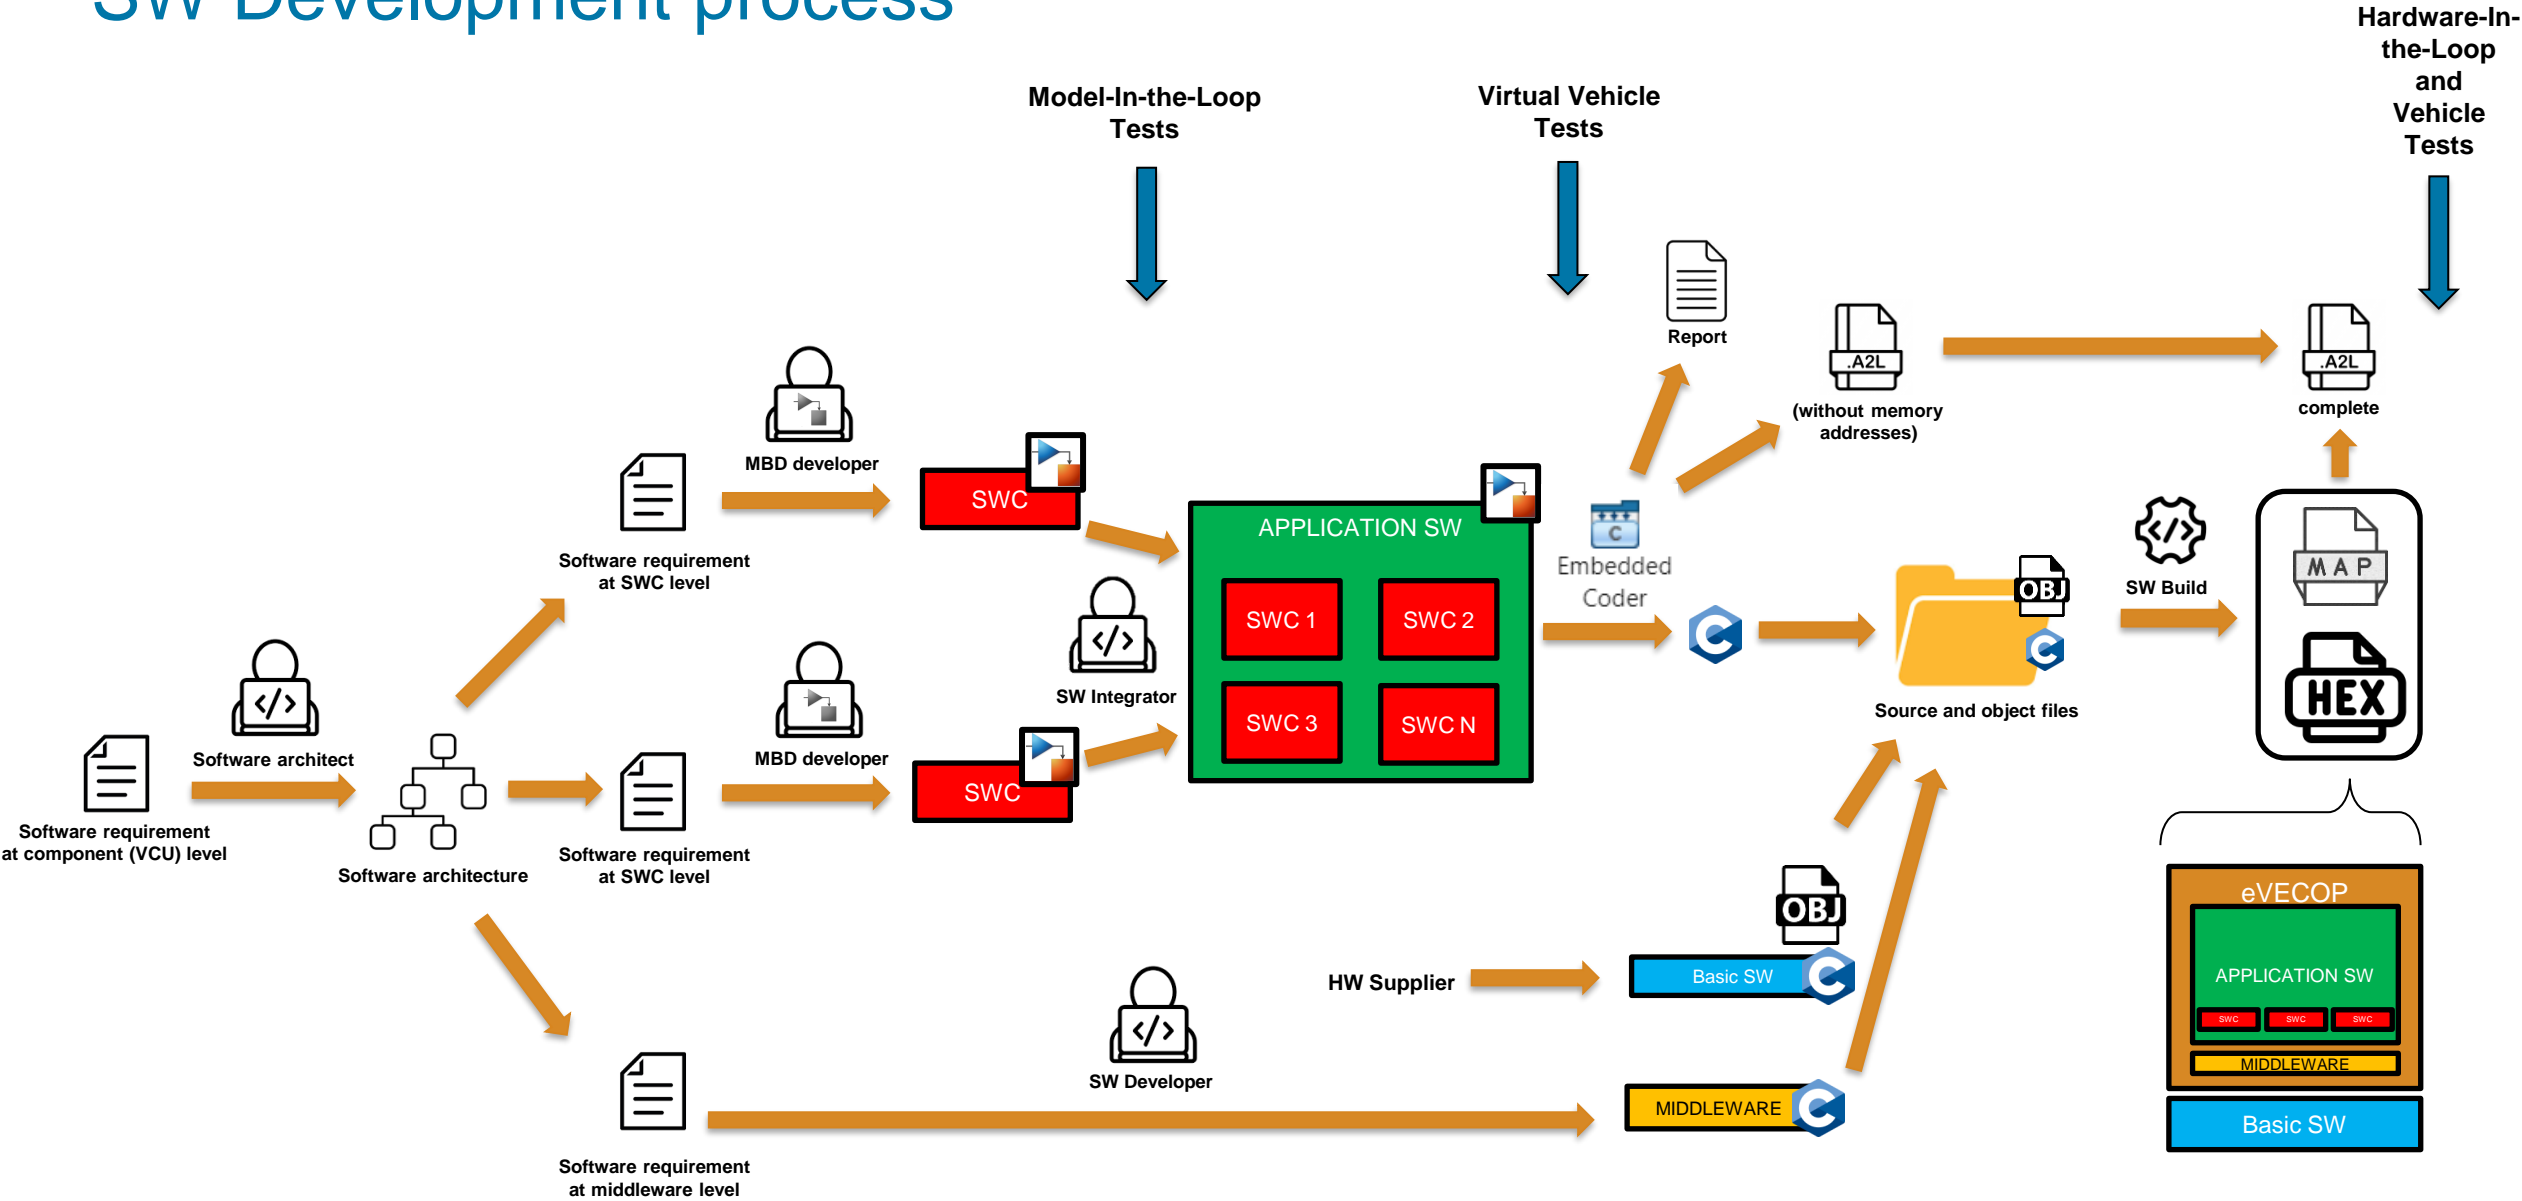 SW Development process
Hardware-In-
the-Loop
and
Vehicle
Tests
Model-In-the-Loop
Tests
Virtual Vehicle
Tests
Report
.A2L
(without memory
addresses)
.A2L
complete
MBD developer
SWC
Software requirement
at SWC level
APPLICATION SW
SWC 1
SWC 2
SWC 3
SWC N
C
Embedded
Coder
C
OBJ
C
Source and object files
SW Build
MAP
HEX
</>
SW Integrator
</>
Software architect
MBD developer
SWC
Software requirement
at component (VCU) level
Software architecture
Software requirement
at SWC level
OBJ
HW Supplier
Basic SW
C
</>
SW Developer
MIDDLEWARE
C
Software requirement
at middleware level
</>
eVECOP
APPLICATION SW
SWC
SWC
SWC
MIDDLEWARE
Basic SW